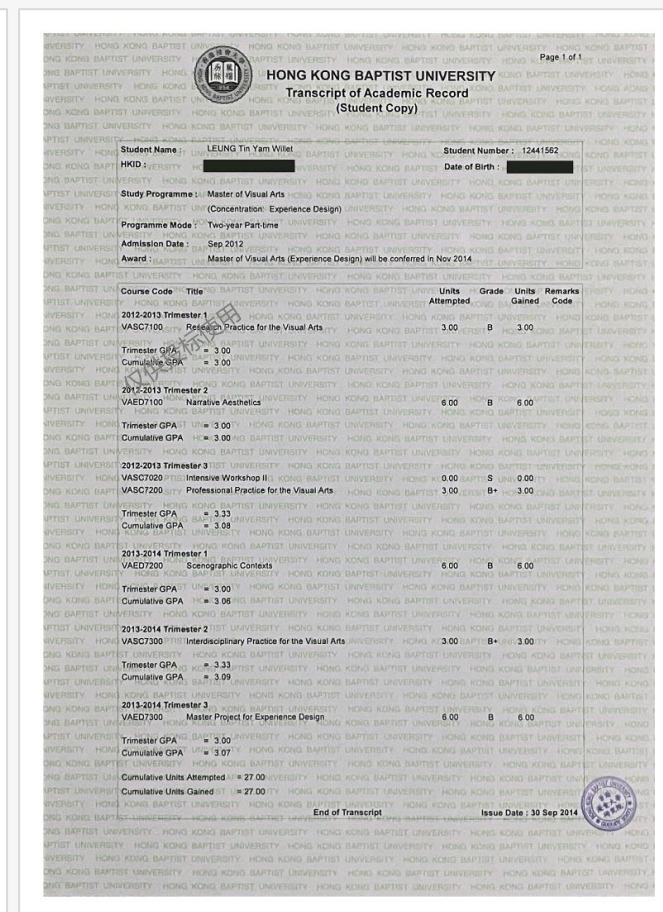 Page 1 of 1
HONG KONG BAPTIST UNIVERSITY
Transcript of Academic Record
(Student Copy)
Student Name : LEUNG Tin Yam Willet Student Number : 12441562
HKID : Date of Birth :
Study Programme : Master of Visual Arts
(Concentration: Experience Design)
Programme Mode : Two-year Part-time
Admission Date : Sep 2012
Award : Master of Visual Arts (Experience Design) will be conferred in Nov 2014
Course Code Title Units Attempted Grade Units Gained Remarks Code
2012-2013 Trimester 1
VASC7100 Research Practice for the Visual Arts 3.00 B 3.00
Trimester GPA = 3.00
Cumulative GPA = 3.00
仅供投标使用
2012-2013 Trimester 2
VAED7100 Narrative Aesthetics 6.00 B 6.00
Trimester GPA = 3.00
Cumulative GPA = 3.00
2012-2013 Trimester 3
VASC7020 Intensive Workshop II 0.00 S 0.00
VASC7200 Professional Practice for the Visual Arts 3.00 B+ 3.00
Trimester GPA = 3.33
Cumulative GPA = 3.08
2013-2014 Trimester 1
VAED7200 Scenographic Contexts 6.00 B 6.00
Trimester GPA = 3.00
Cumulative GPA = 3.06
2013-2014 Trimester 2
VASC7300 Interdisciplinary Practice for the Visual Arts 3.00 B+ 3.00
Trimester GPA = 3.33
Cumulative GPA = 3.09
2013-2014 Trimester 3
VAED7300 Master Project for Experience Design 6.00 B 6.00
Trimester GPA = 3.00
Cumulative GPA = 3.07
Cumulative Units Attempted = 27.00
Cumulative Units Gained = 27.00
End of Transcript Issue Date : 30 Sep 2014